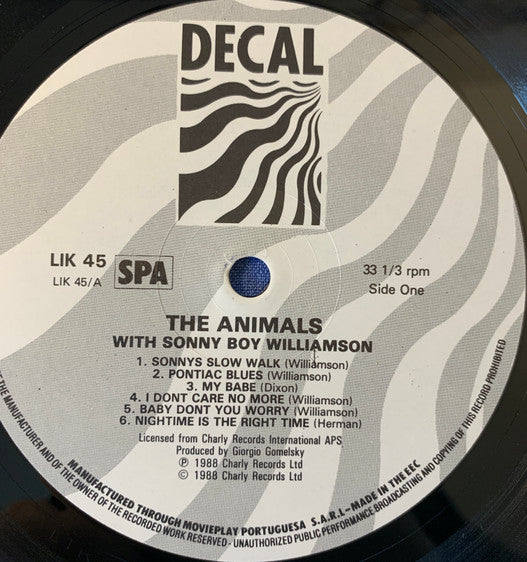 DECAL
LIK 45
LIK 45/A
SPA
33 1/3 rpm
Side One
THE ANIMALS
WITH SONNY BOY WILLIAMSON
1. SONNYS SLOW WALK (Williamson)
2. PONTIAC BLUES (Williamson)
3. MY BABE (Dixon)
4. I DONT CARE NO MORE (Williamson)
5. BABY DONT YOU WORRY (Williamson)
6. NIGHTIME IS THE RIGHT TIME (Herman)
Licensed from Charly Records International APS
Produced by Giorgio Gomelsky
℗ 1988 Charly Records Ltd
© 1988 Charly Records Ltd
MANUFACTURED THROUGH MOVIEPLAY PORTUGUESA S.A.R.L-MADE IN THE EEC
THE MANUFACTURER AND OF THE OWNER OF THE RECORDED WORK RESERVED - UNAUTHORIZED PUBLIC PERFORMANCE BROADCASTING AND COPYING OF THIS RECORD PROHIBITED